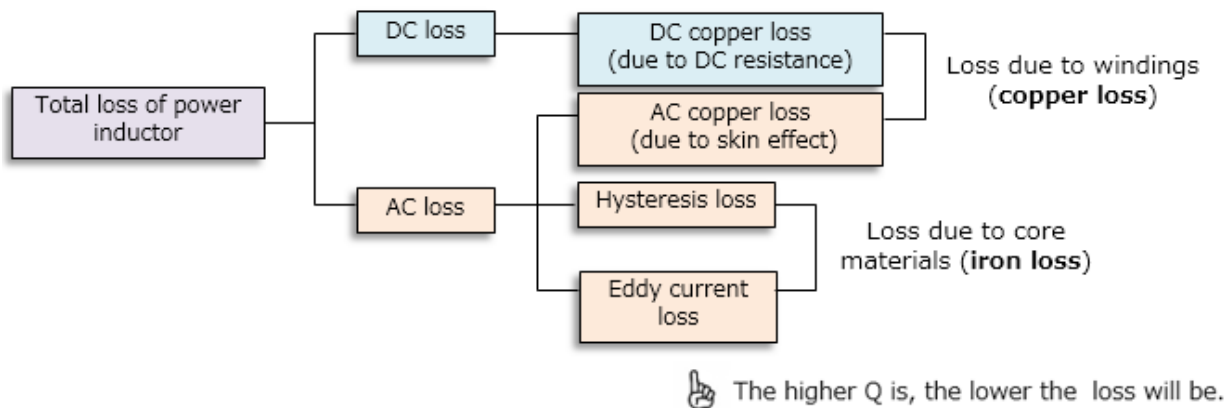 Total loss of power
inductor
DC loss
DC copper loss
(due to DC resistance)
AC copper loss
(due to skin effect)
Loss due to windings
(copper loss)
AC loss
Hysteresis loss
Eddy current
loss
Loss due to core
materials (iron loss)
The higher Q is, the lower the loss will be.